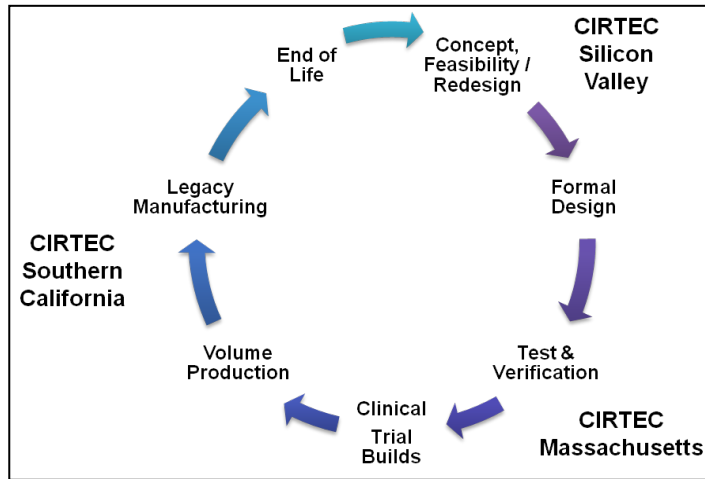 End of
Life
Concept,
Feasibility /
Redesign
CIRTEC
Silicon
Valley
Formal
Design
Test &
Verification
CIRTEC
Massachusetts
Clinical
Trial
Builds
Volume
Production
CIRTEC
Southern
California
Legacy
Manufacturing